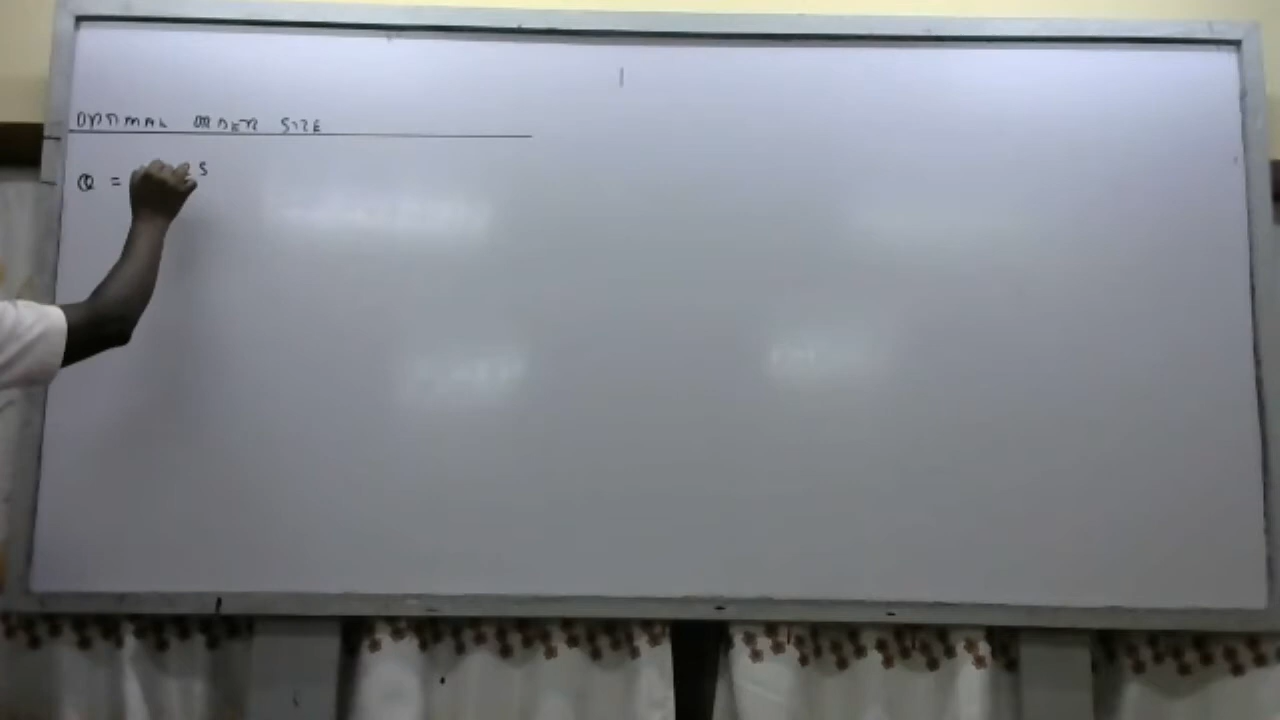 OPTIMAL ORDER SIZE
Q = S